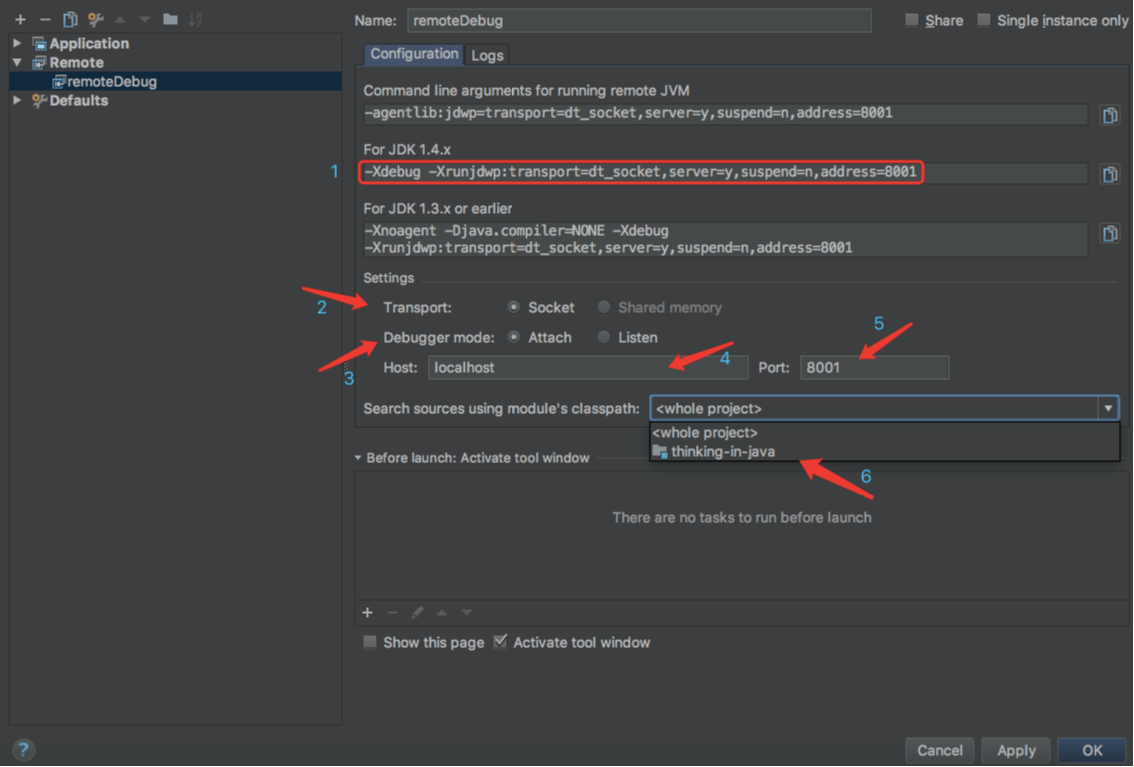 Name: remoteDebug
Share
Single instance only
Application
Remote
remoteDebug
Defaults
Configuration
Logs
Command line arguments for running remote JVM
-agentlib:jdwp=transport=dt_socket,server=y,suspend=n,address=8001
For JDK 1.4.x
1
-Xdebug -Xrunjdwp:transport=dt_socket,server=y,suspend=n,address=8001
For JDK 1.3.x or earlier
-Xnoagent -Djava.compiler=NONE -Xdebug
-Xrunjdwp:transport=dt_socket,server=y,suspend=n,address=8001
Settings
2
Transport: Socket Shared memory
Debugger mode: Attach Listen
3
Host: localhost
4
Port: 8001
5
Search sources using module's classpath: <whole project>
<whole project>
thinking-in-java
6
Before launch: Activate tool window
There are no tasks to run before launch
Show this page
Activate tool window
?
Cancel
Apply
OK